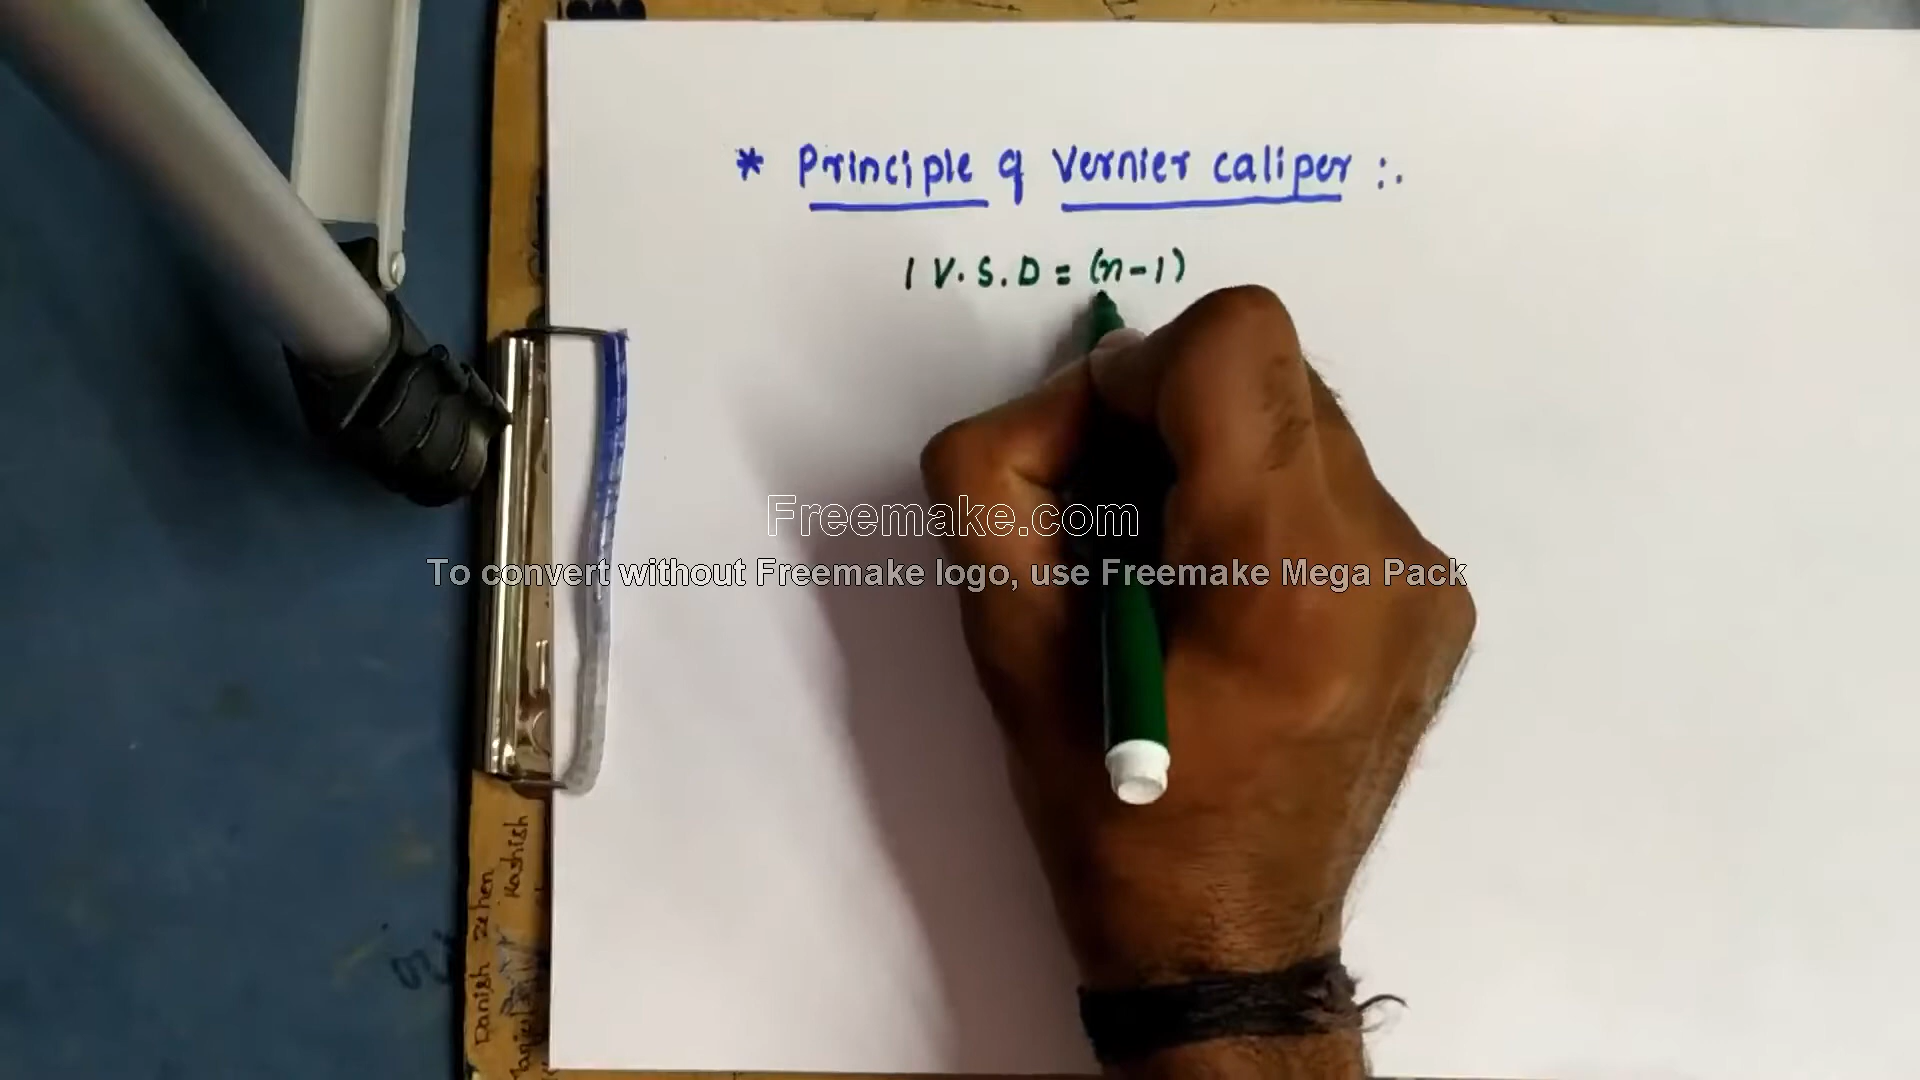 * Principle of Vernier caliper :.
1 V.S.D = (n-1)
Freemake.com
To convert without Freemake logo, use Freemake Mega Pack
Danish Zehen
Kashish